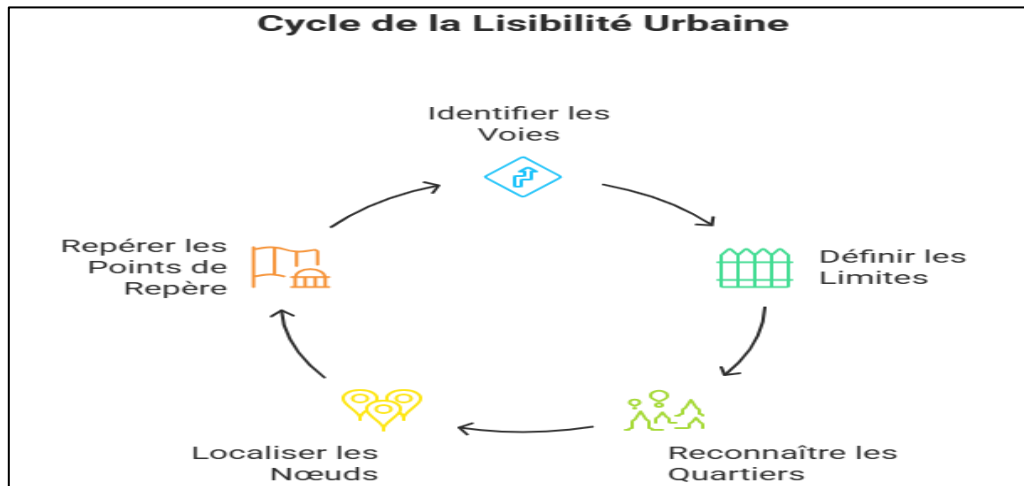 Cycle de la Lisibilité Urbaine
Identifier les
Voies
Définir les
Limites
Reconnaître les
Quartiers
Localiser les
Nœuds
Repérer les
Points de
Repère